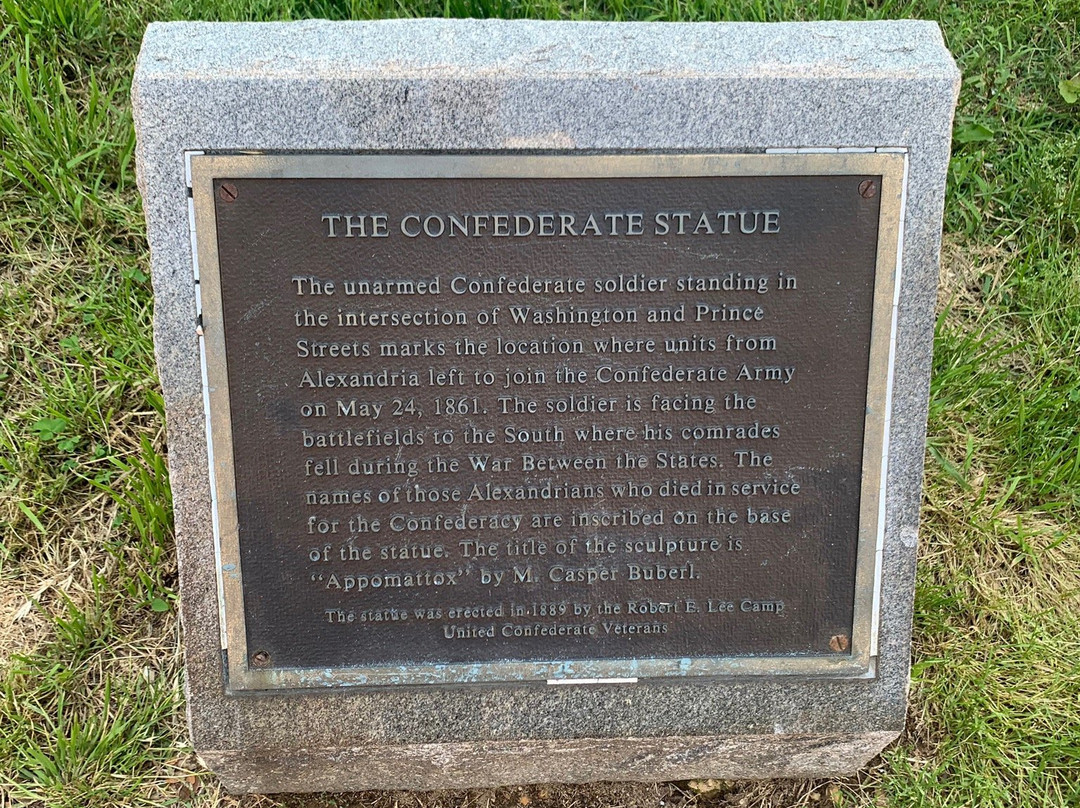 THE CONFEDERATE STATUE
The unarmed Confederate soldier standing in
the intersection of Washington and Prince
Streets marks the location where units from
Alexandria left to join the Confederate Army
on May 24, 1861. The soldier is facing the
battlefields to the South where his comrades
fell during the War Between the States. The
names of those Alexandrians who died in service
for the Confederacy are inscribed on the base
of the statue. The title of the sculpture is
“Appomattox” by M. Casper Buberl.
The statue was erected in 1889 by the Robert E. Lee Camp
United Confederate Veterans